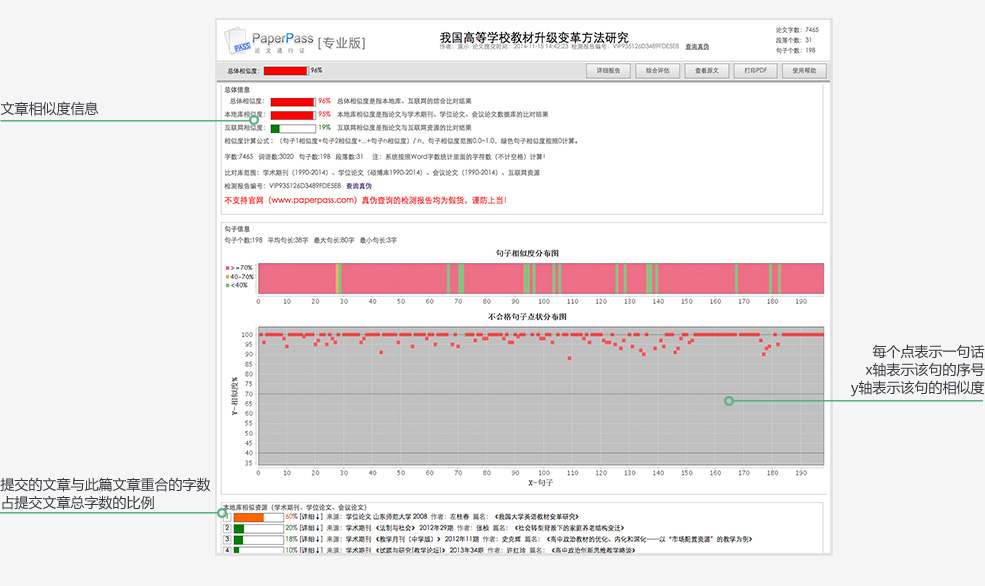 PaperPass [专业版]
论 文 通 行 证
我国高等学校教材升级变革方法研究
作者: 演示 论文提交时间: 2014-11-15 14:42:23 检测报告编号: VIP935126D3489FDE5E8 查询真伪
论文字数: 7465
段落个数: 31
句子个数: 198
总体相似度: 96%
详细报告 综合评估 查看原文 打印PDF 使用帮助
文章相似度信息
总体信息
总体相似度: 96% 总体相似度是指本地库、互联网的综合比对结果
本地库相似度: 95% 本地库相似度是指论文与学术期刊、学位论文、会议论文数据库的比对结果
互联网相似度: 19% 互联网相似度是指论文与互联网资源的比对结果
相似度计算公式: (句子1相似度+句子2相似度+...+句子n相似度) / n, 句子相似度范围0.0~1.0, 绿色句子相似度按照0计算。
字数:7465 词语数:3020 句子数:198 段落数:31 注: 系统按照Word字数统计里面的字符数 (不计空格) 计算!
比对库范围: 学术期刊 (1990-2014) 、学位论文 (硕博库1990-2014) 、会议论文 (1990-2014) 、互联网资源
检测报告编号: VIP935126D3489FDE5E8 查询真伪
不支持官网 (www.paperpass.com) 真伪查询的检测报告均为假货。谨防上当!
句子信息
句子个数:198 平均句长:38字 最大句长:80字 最小句长:3字
句子相似度分布图
>=70%
40-70%
<40%
0 10 20 30 40 50 60 70 80 90 100 110 120 130 140 150 160 170 180 190
不合格句子点状分布图
Y-相似度%
100
95
90
85
80
75
70
65
60
55
50
45
40
35
0 10 20 30 40 50 60 70 80 90 100 110 120 130 140 150 160 170 180 190
X-句子
每个点表示一句话
x轴表示该句的序号
y轴表示该句的相似度
提交的文章与此篇文章重合的字数
占提交文章总字数的比例
本地库相似资源 (学术期刊、学位论文、会议论文)
1 60% [详细↓] 来源: 学位论文 山东师范大学 2008 作者: 左桂春 篇名: 《我国大学英语教材变革研究》
2 20% [详细↓] 来源: 学术期刊 《法制与社会》 2012年29期 作者: 张桢 篇名: 《社会转型背景下的家庭养老结构变迁》
3 18% [详细↓] 来源: 学术期刊 《教学月刊 (中学版) 》 2012年11期 作者: 史克辉 篇名: 《高中政治教材的优化、内化和深化——以 “市场配置资源” 的教学为例》
4 10% [详细↓] 来源: 学术期刊 《试题与研究(教学论坛)》 2013年34期 作者: 许红玲 篇名: 《高中政治创新思维教学略谈》